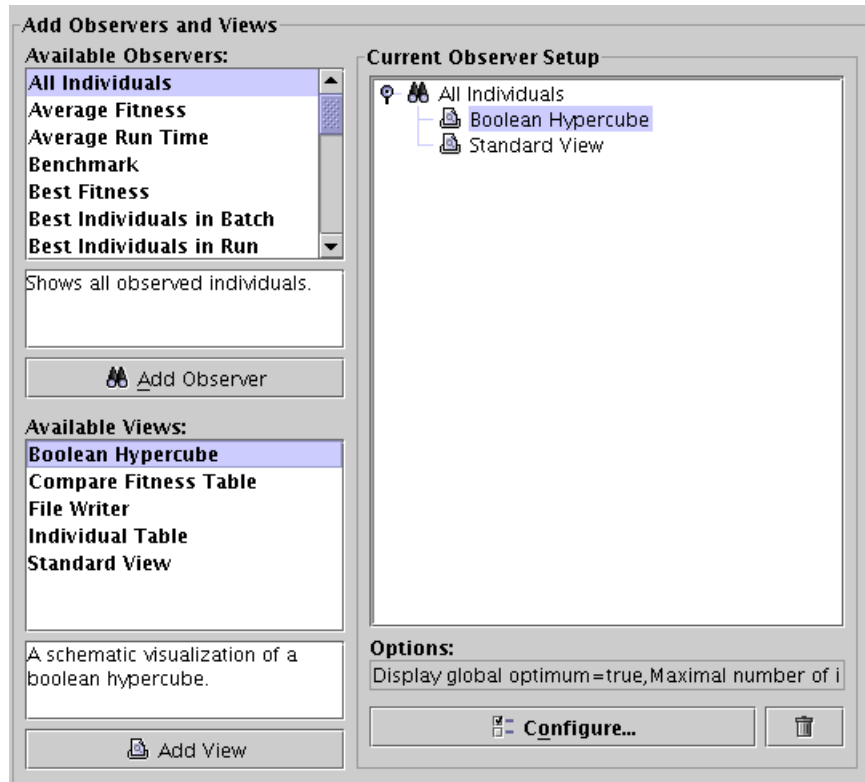 Add Observers and Views
Available Observers:
All Individuals
Average Fitness
Average Run Time
Benchmark
Best Fitness
Best Individuals in Batch
Best Individuals in Run
Shows all observed individuals.
Add Observer
Available Views:
Boolean Hypercube
Compare Fitness Table
File Writer
Individual Table
Standard View
A schematic visualization of a
boolean hypercube.
Add View
Current Observer Setup
All Individuals
Boolean Hypercube
Standard View
Options:
Display global optimum=true,Maximal number of i
Configure...